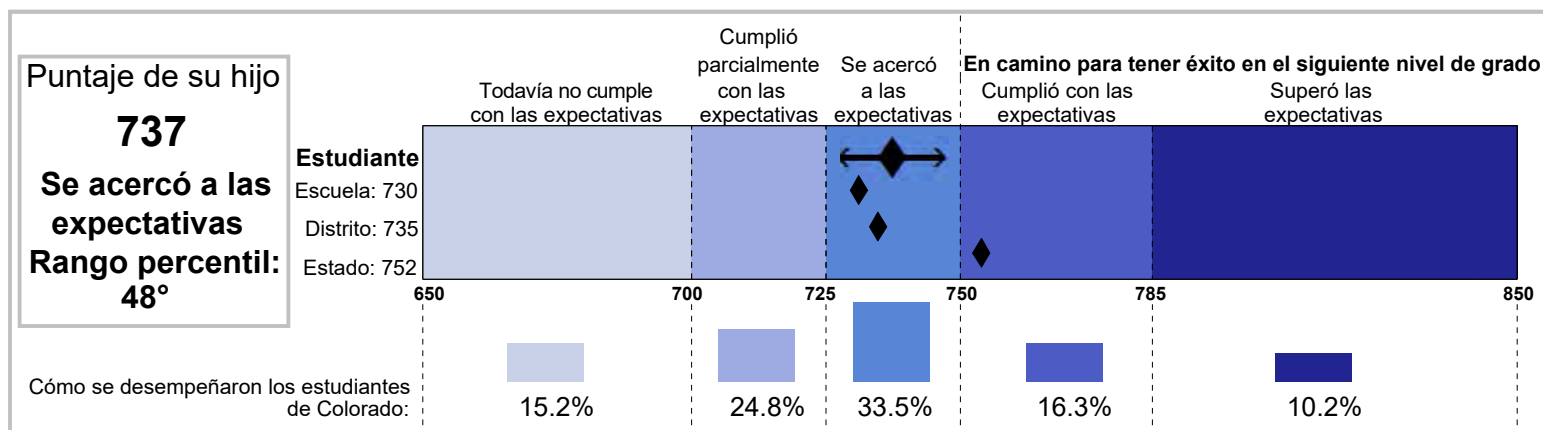 Puntaje de su hijo
737
Se acercó a las
expectativas
Rango percentil:
48°
Todavía no cumple
con las expectativas
Cumplió
parcialmente
con las
expectativas
Se acercó
a las
expectativas
En camino para tener éxito en el siguiente nivel de grado
Cumplió con las
expectativas
Superó las
expectativas
Estudiante
Escuela: 730
Distrito: 735
Estado: 752
650 700 725 750 785 850
Cómo se desempeñaron los estudiantes
de Colorado:
15.2% 24.8% 33.5% 16.3% 10.2%